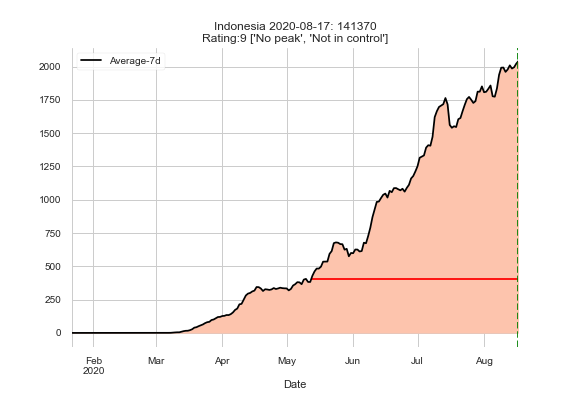 Indonesia 2020-08-17: 141370
Rating:9 ['No peak', 'Not in control']
Average-7d
2000
1750
1500
1250
1000
750
500
250
0
Feb
2020
Mar
Apr
May
Jun
Jul
Aug
Date